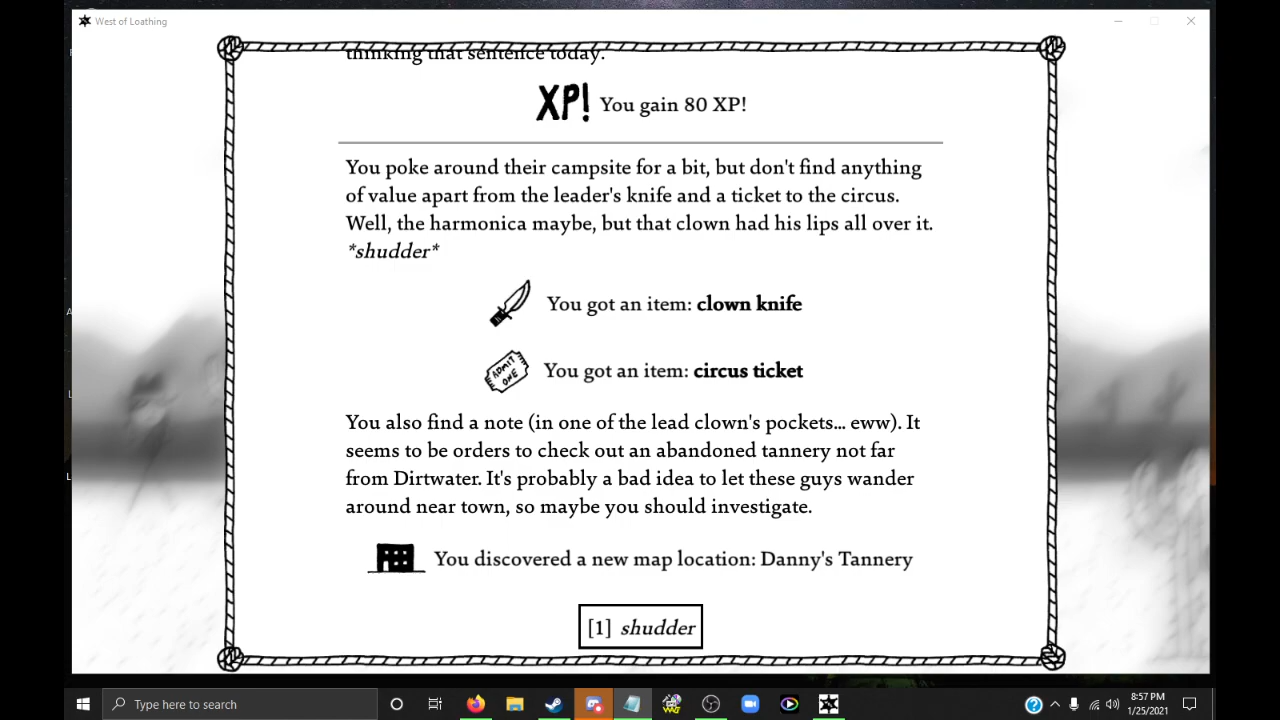 West of Loathing
thinking that sentence today.
XP! You gain 80 XP!
You poke around their campsite for a bit, but don't find anything
of value apart from the leader's knife and a ticket to the circus.
Well, the harmonica maybe, but that clown had his lips all over it.
*shudder*
You got an item: clown knife
ADMIT
ONE
You got an item: circus ticket
You also find a note (in one of the lead clown's pockets... eww). It
seems to be orders to check out an abandoned tannery not far
from Dirtwater. It's probably a bad idea to let these guys wander
around near town, so maybe you should investigate.
You discovered a new map location: Danny's Tannery
[1] shudder
Type here to search
8:57 PM
1/25/2021